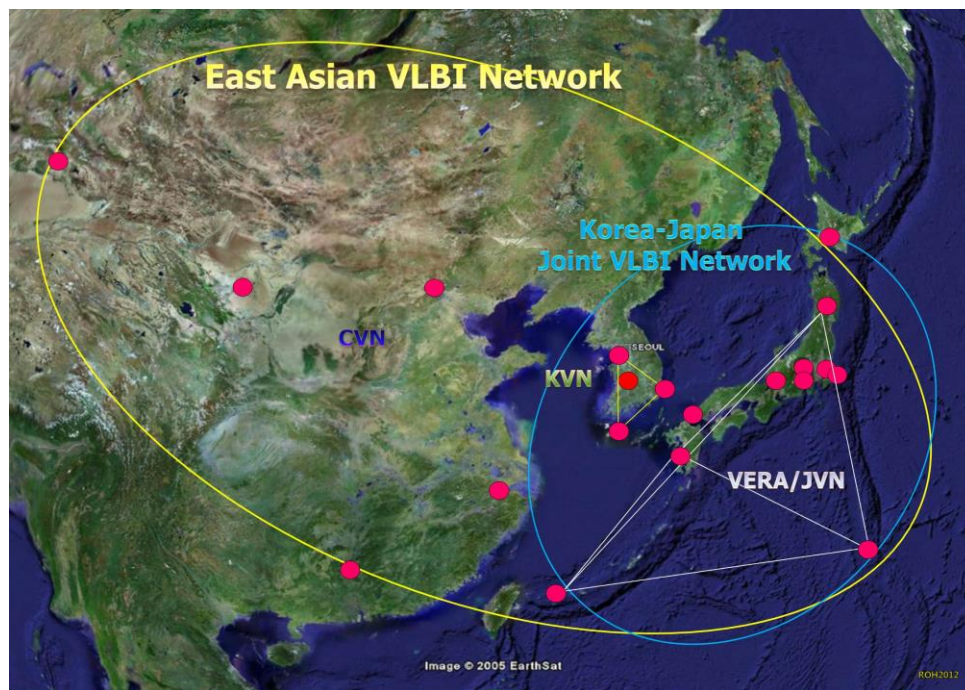 East Asian VLBI Network
Korea-Japan
Joint VLBI Network
CVN
SEOUL
KVN
VERA/JVN
Image © 2005 EarthSat
ROH2012